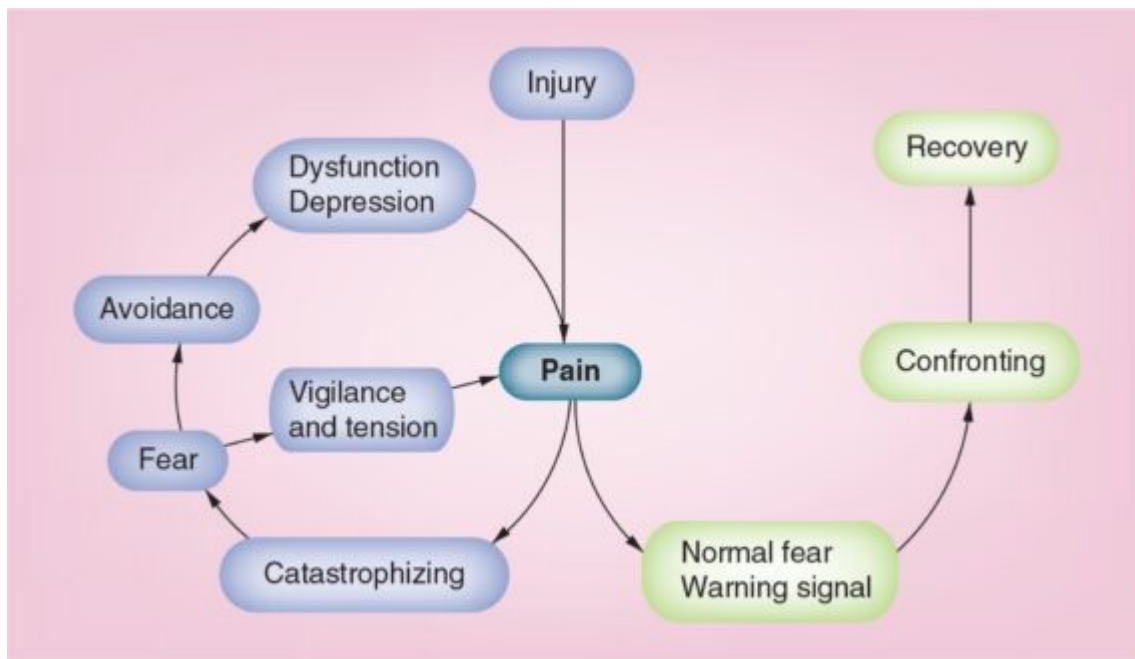 Injury
Recovery
Dysfunction
Depression
Avoidance
Pain
Confronting
Vigilance
and tension
Fear
Catastrophizing
Normal fear
Warning signal